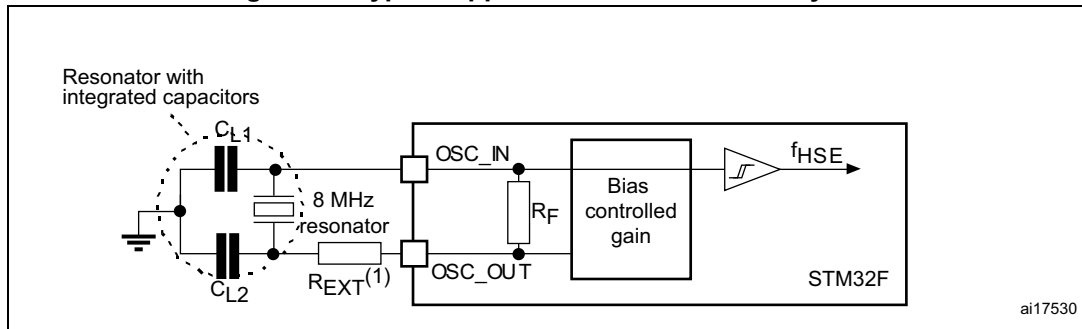 Resonator with
integrated capacitors
CL1
OSC_IN
fHSE
8 MHz
resonator
RF
Bias
controlled
gain
REXT(1)
OSC_OUT
STM32F
CL2
ai17530